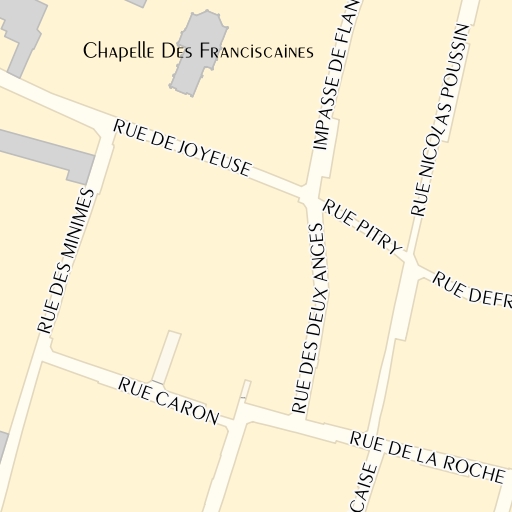 Chapelle Des Franciscaines
IMPASSE DE FLAN
RUE NICOLAS POUSSIN
RUE DE JOYEUSE
RUE PITRY
RUE DES MINIMES
RUE DES DEUX ANGES
RUE DEFR
RUE CARON
RUE DE LA ROCHE
CAISE